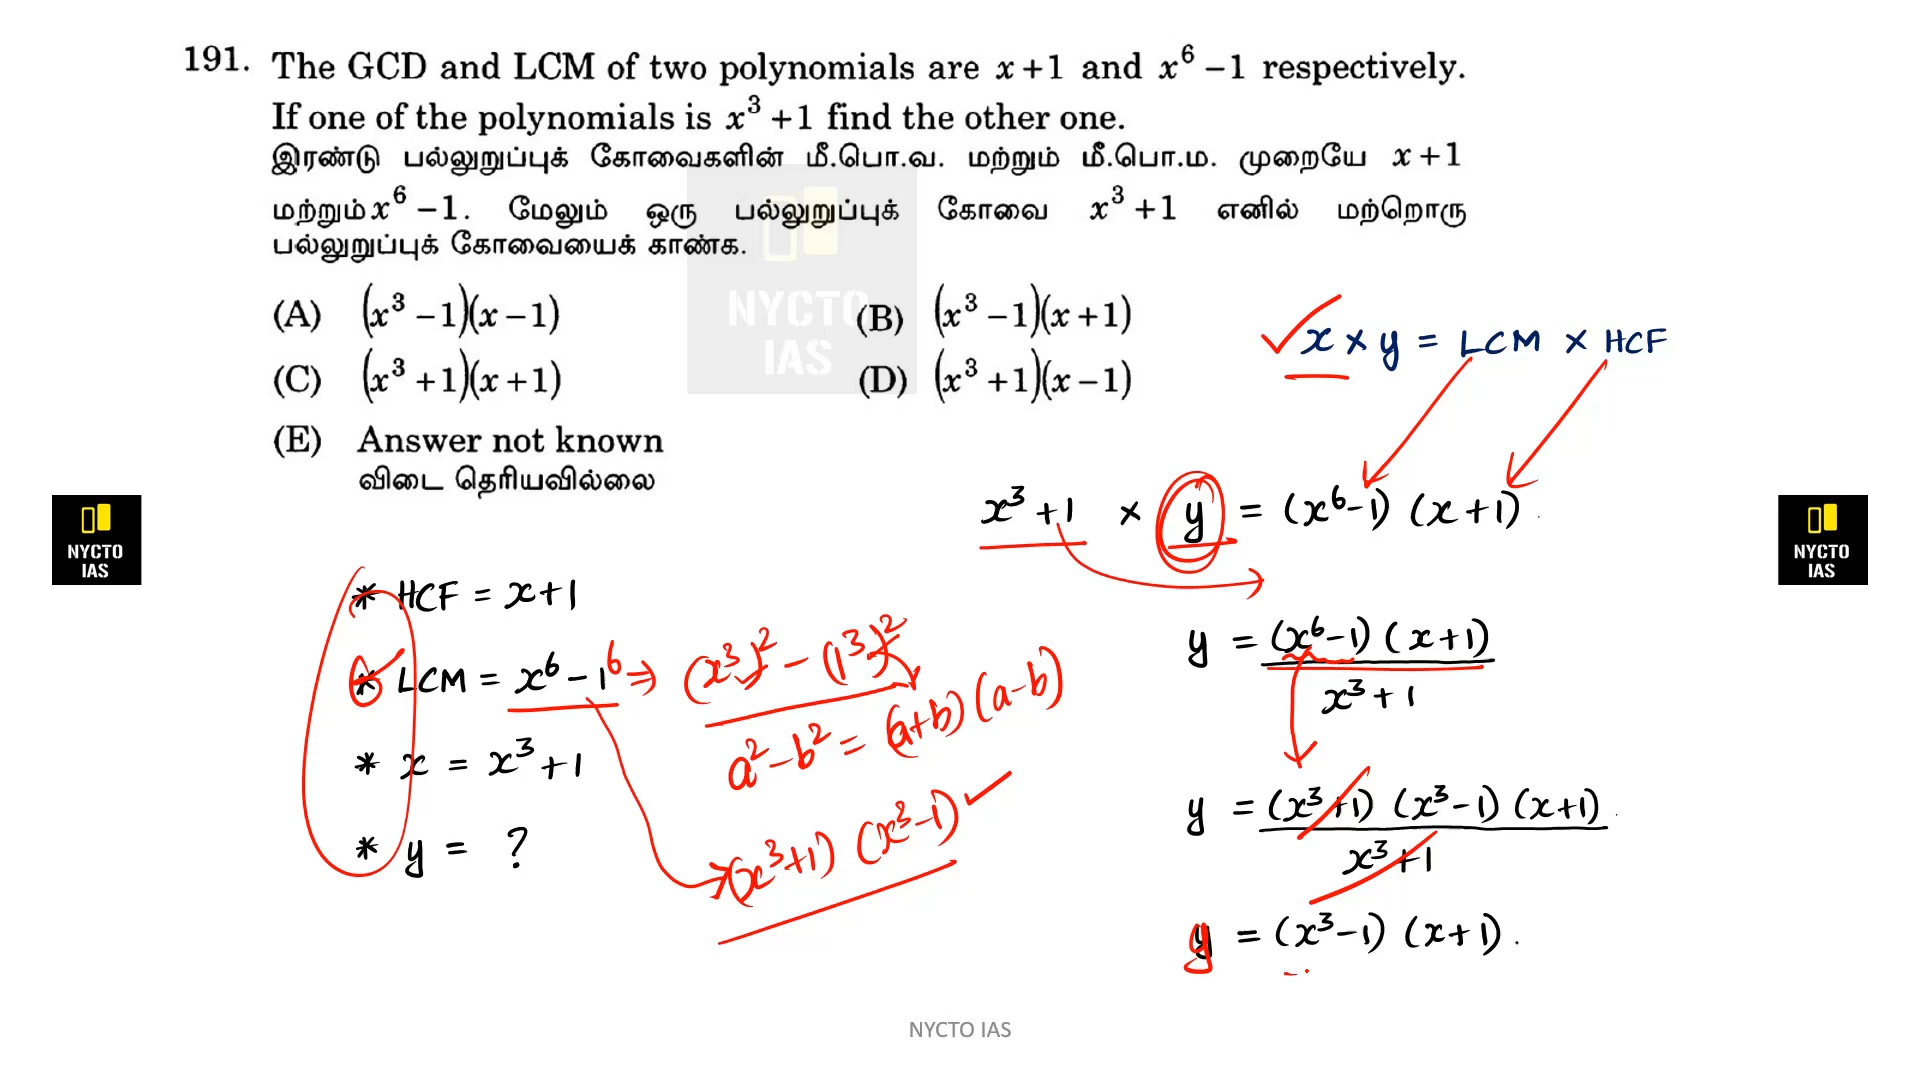 191. The GCD and LCM of two polynomials are x+1 and x⁶−1 respectively.
If one of the polynomials is x³+1 find the other one.
இரண்டு பல்லுறுப்புக் கோவைகளின் மீ.பொ.வ. மற்றும் மீ.பொ.ம. முறையே x+1
மற்றும் x⁶−1. மேலும் ஒரு பல்லுறுப்புக் கோவை x³+1 எனில் மற்றொரு
பல்லுறுப்புக் கோவையைக் காண்க.
(A) (x³−1)(x−1) (B) (x³−1)(x+1)
(C) (x³+1)(x+1) (D) (x³+1)(x−1)
(E) Answer not known
விடை தெரியவில்லை
NYCTO
IAS
x × y = LCM × HCF
x³+1 × y = (x⁶−1) (x+1)
NYCTO
IAS
NYCTO
IAS
* HCF = x+1
* LCM = x⁶−1⁶ ⇒ (x³)² − (1³)²
a²−b² = (a+b) (a−b)
* x = x³+1
(x³+1) (x³−1)
* y = ?
y = (x⁶−1) (x+1)
x³+1
y = (x³+1) (x³−1) (x+1).
x³+1
y = (x³−1) (x+1).
NYCTO IAS